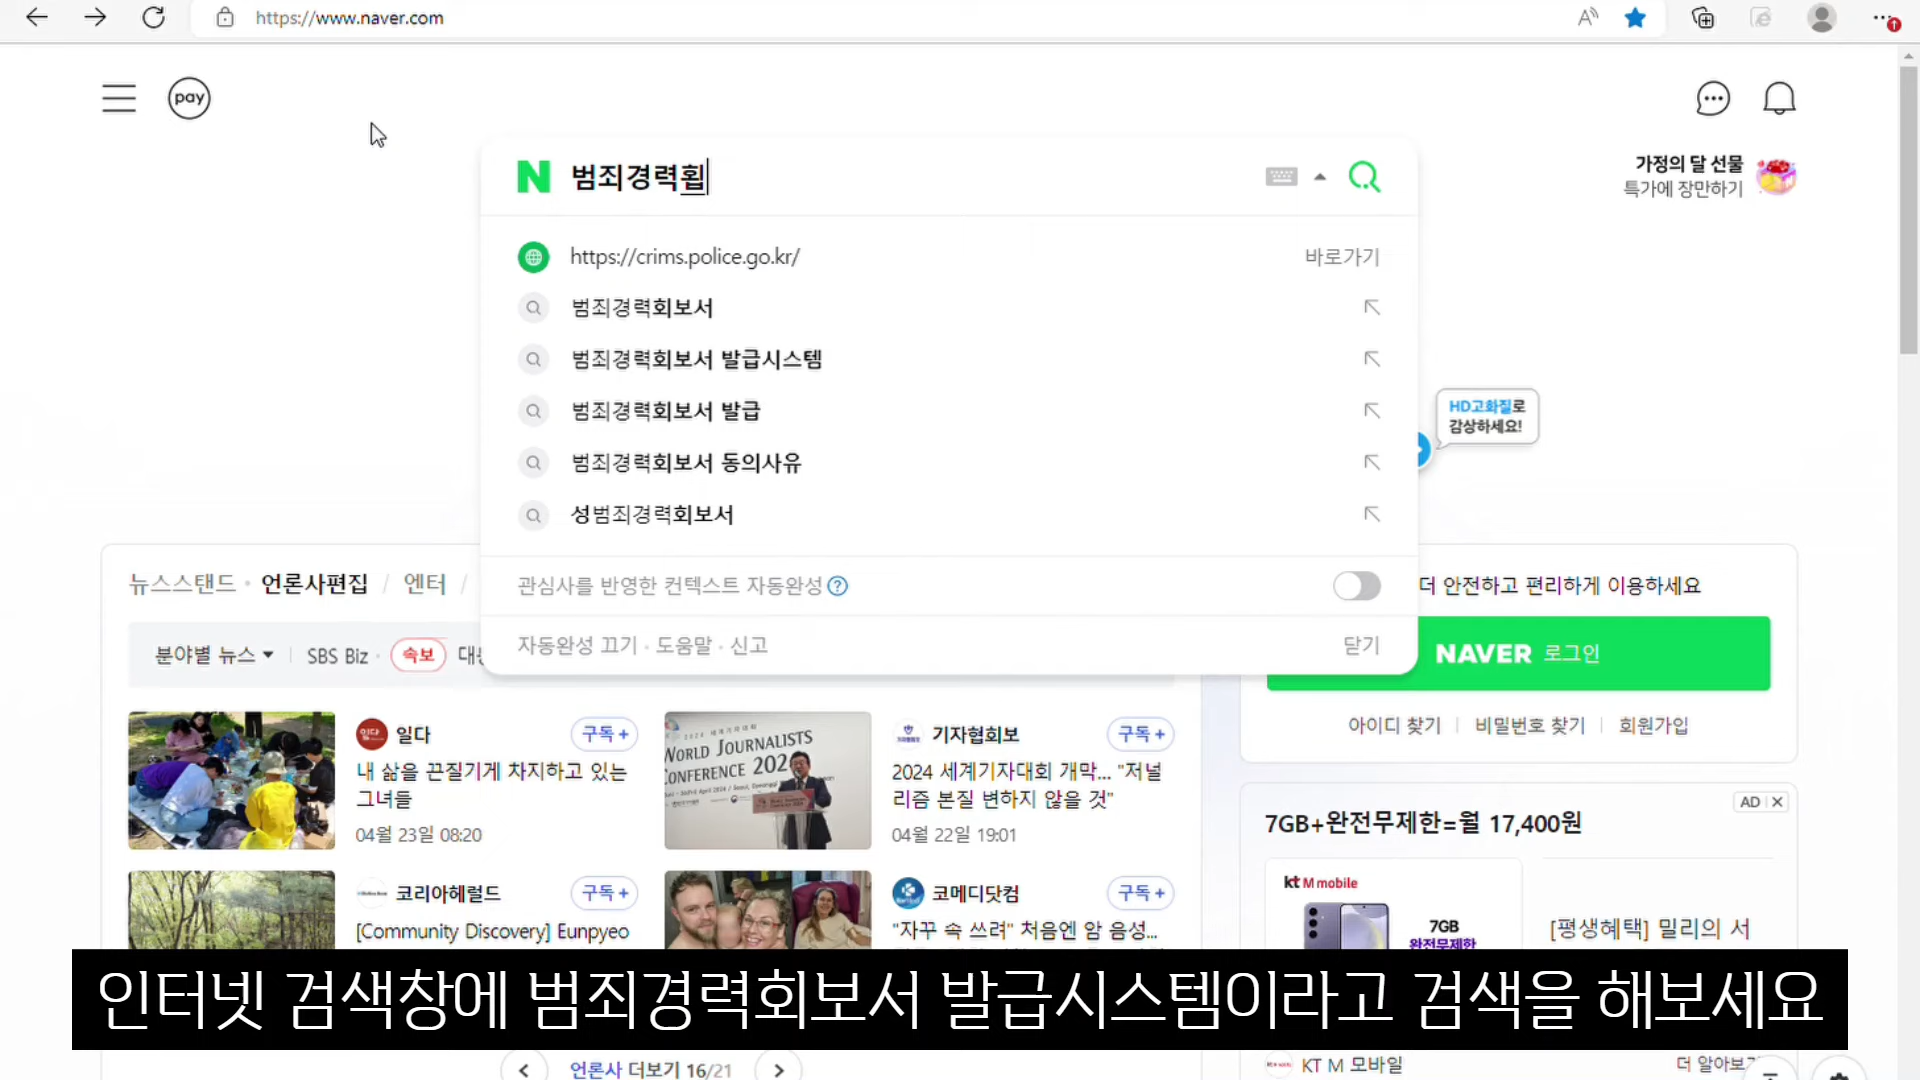 https://www.naver.com
pay
가정의 달 선물
특가에 장만하기
N 범죄경력횝
https://crims.police.go.kr/ 바로가기
범죄경력회보서
범죄경력회보서 발급시스템
범죄경력회보서 발급
범죄경력회보서 동의사유
성범죄경력회보서
HD고화질로
감상하세요!
관심사를 반영한 컨텍스트 자동완성
자동완성 끄기 · 도움말 · 신고 닫기
뉴스스탠드 · 언론사편집 / 엔터 /
더 안전하고 편리하게 이용하세요
분야별 뉴스 SBS Biz · 속보
NAVER 로그인
아이디 찾기 비밀번호 찾기 회원가입
일다 구독+
내 삶을 끈질기게 차지하고 있는
그녀들
04월 23일 08:20
WORLD JOURNALISTS
CONFERENCE 202
기자협회보 구독+
2024 세계기자대회 개막... "저널
리즘 본질 변하지 않을 것"
04월 22일 19:01
AD
7GB+완전무제한=월 17,400원
코리아헤럴드 구독+
[Community Discovery] Eunpyeo
코메디닷컴 구독+
"자꾸 속 쓰려" 처음엔 암 음성...
kt M mobile
7GB
완전무제한
[평생혜택] 밀리의 서
인터넷 검색창에 범죄경력회보서 발급시스템이라고 검색을 해보세요
언론사 더보기 16/21
KT M 모바일
더 알아보